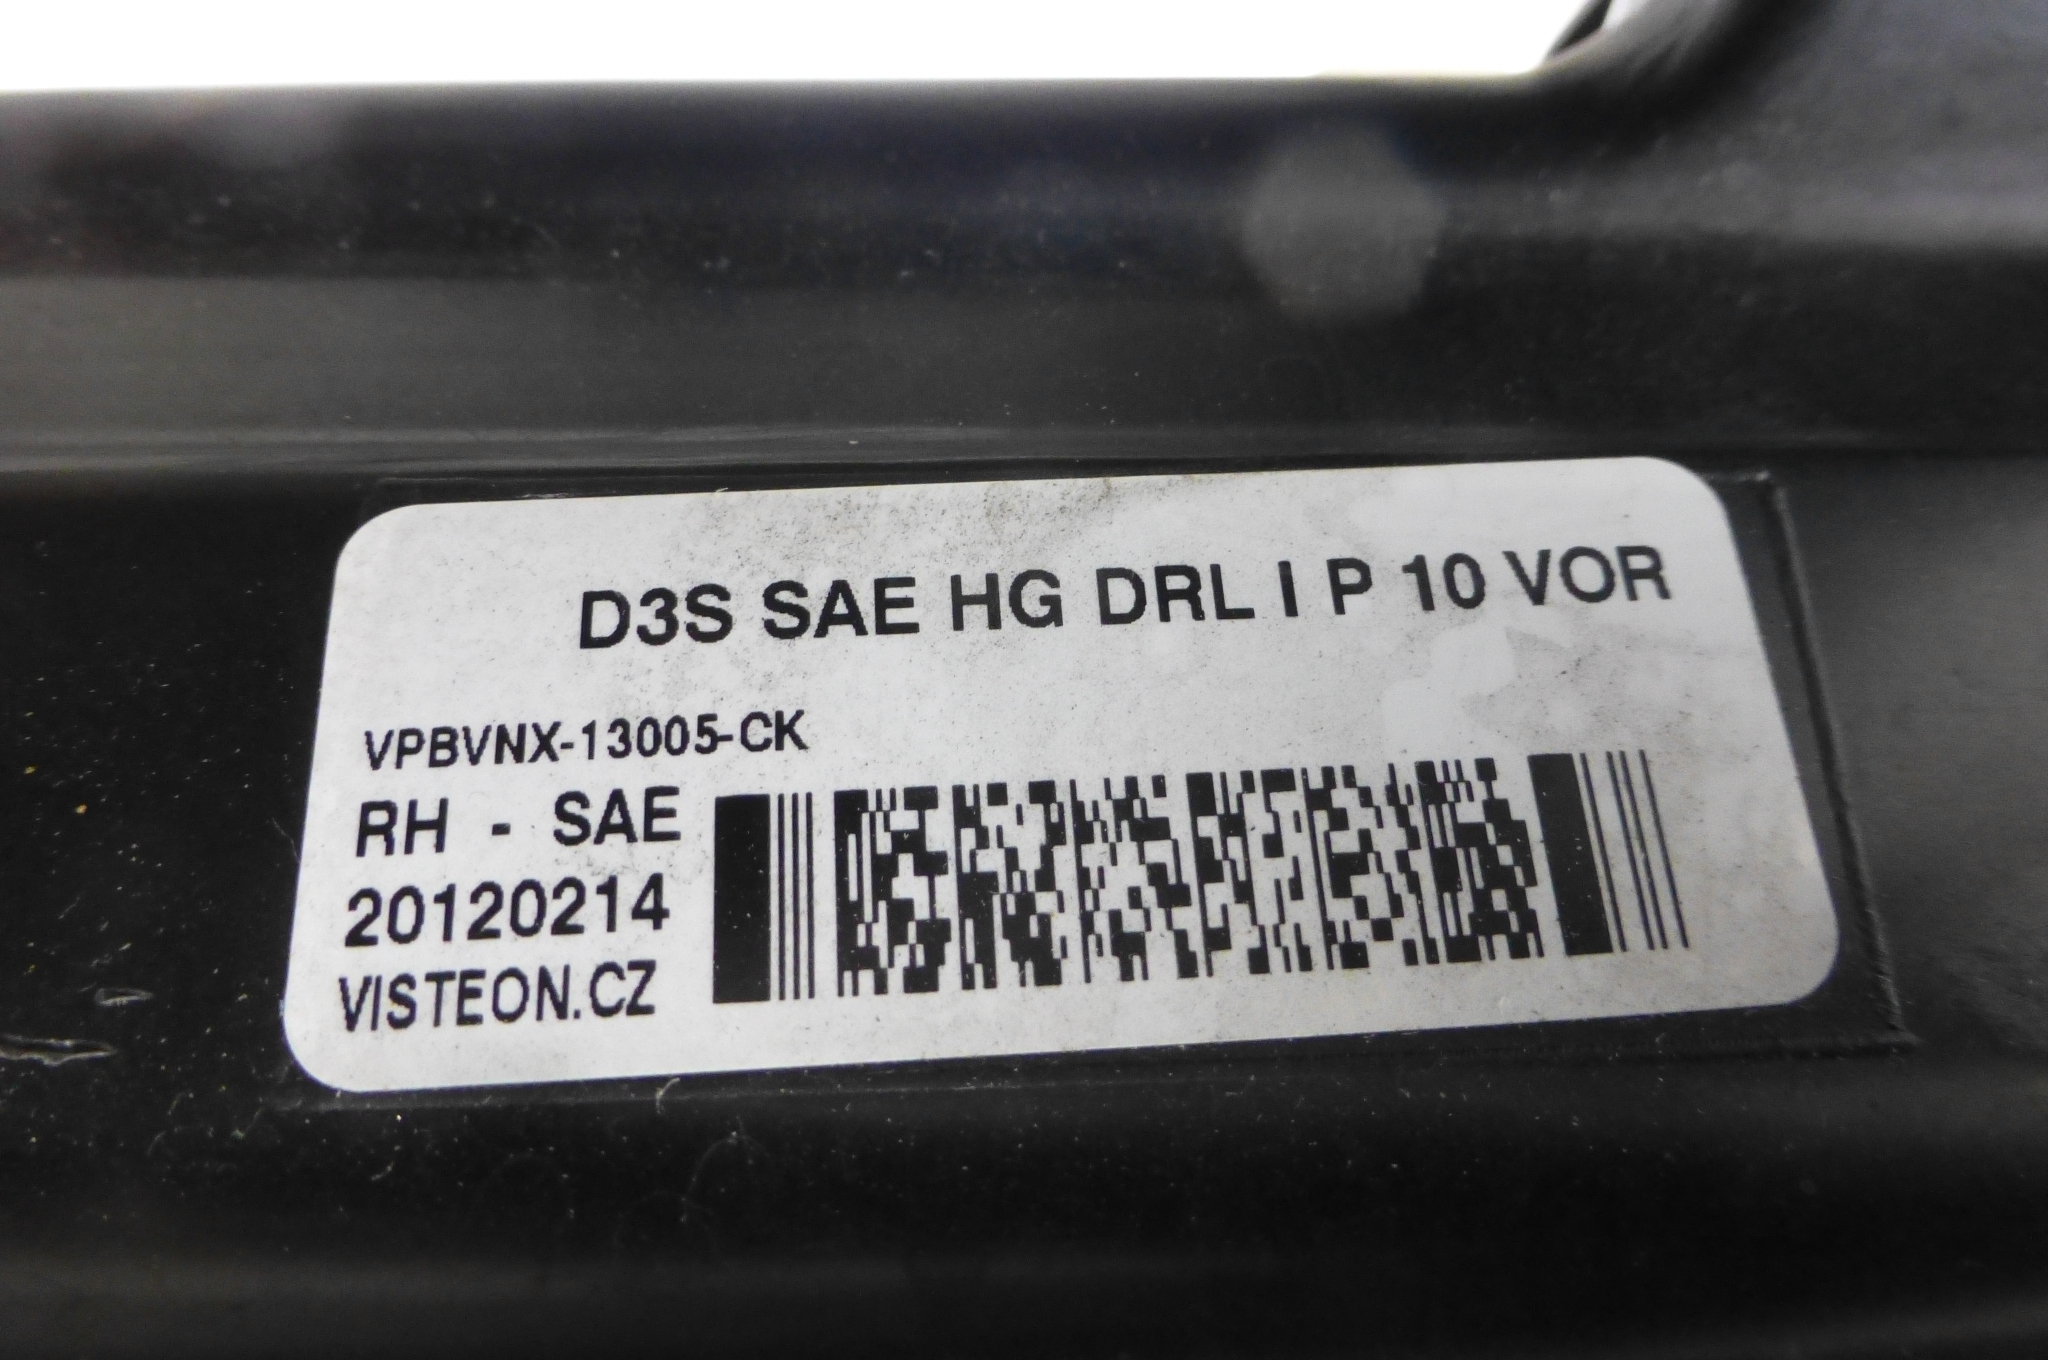 D3S SAE HG DRL I P 10 VOR
VPBVNX-13005-CK
RH - SAE
20120214
VISTEON.CZ